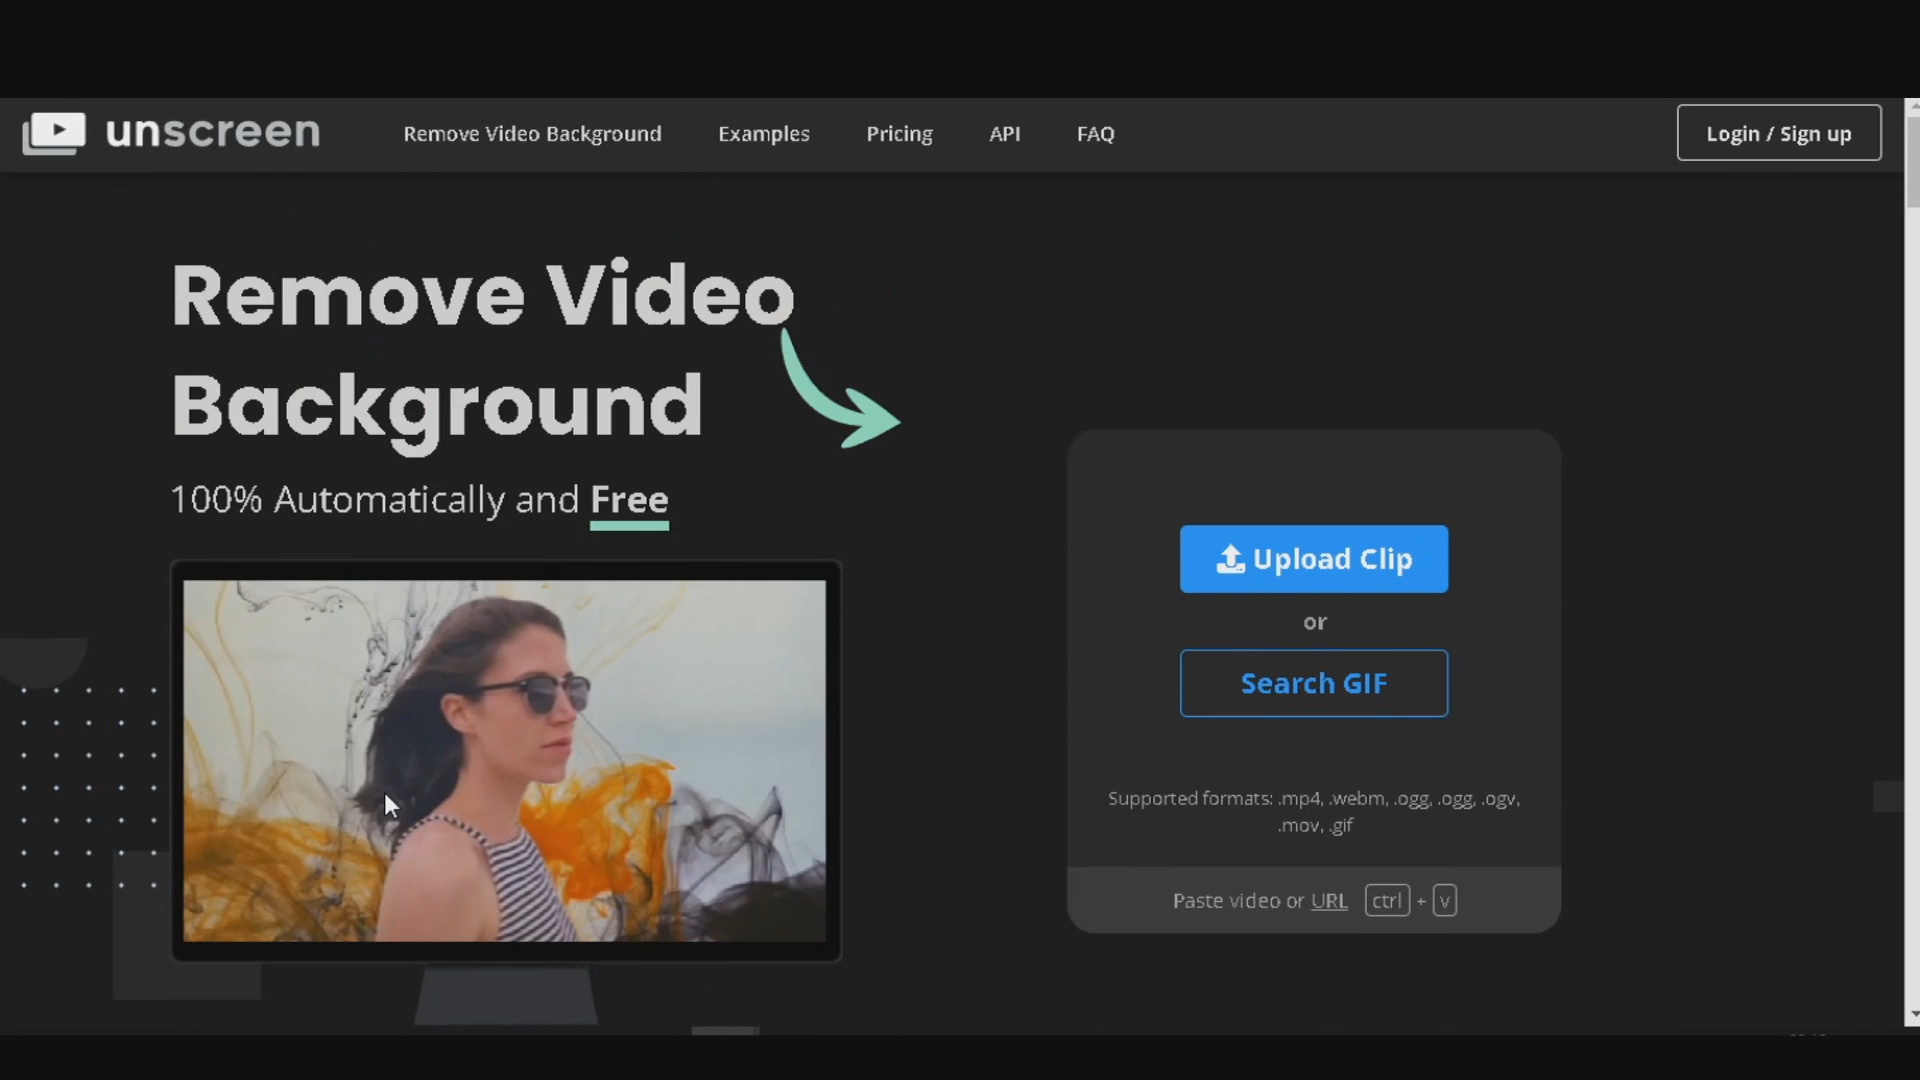 unscreen
Remove Video Background
Examples
Pricing
API
FAQ
Login / Sign up
Remove Video
Background
100% Automatically and Free
Upload Clip
or
Search GIF
Supported formats: .mp4, .webm, .ogg, .ogg, .ogv,
.mov, .gif
Paste video or URL ctrl + v